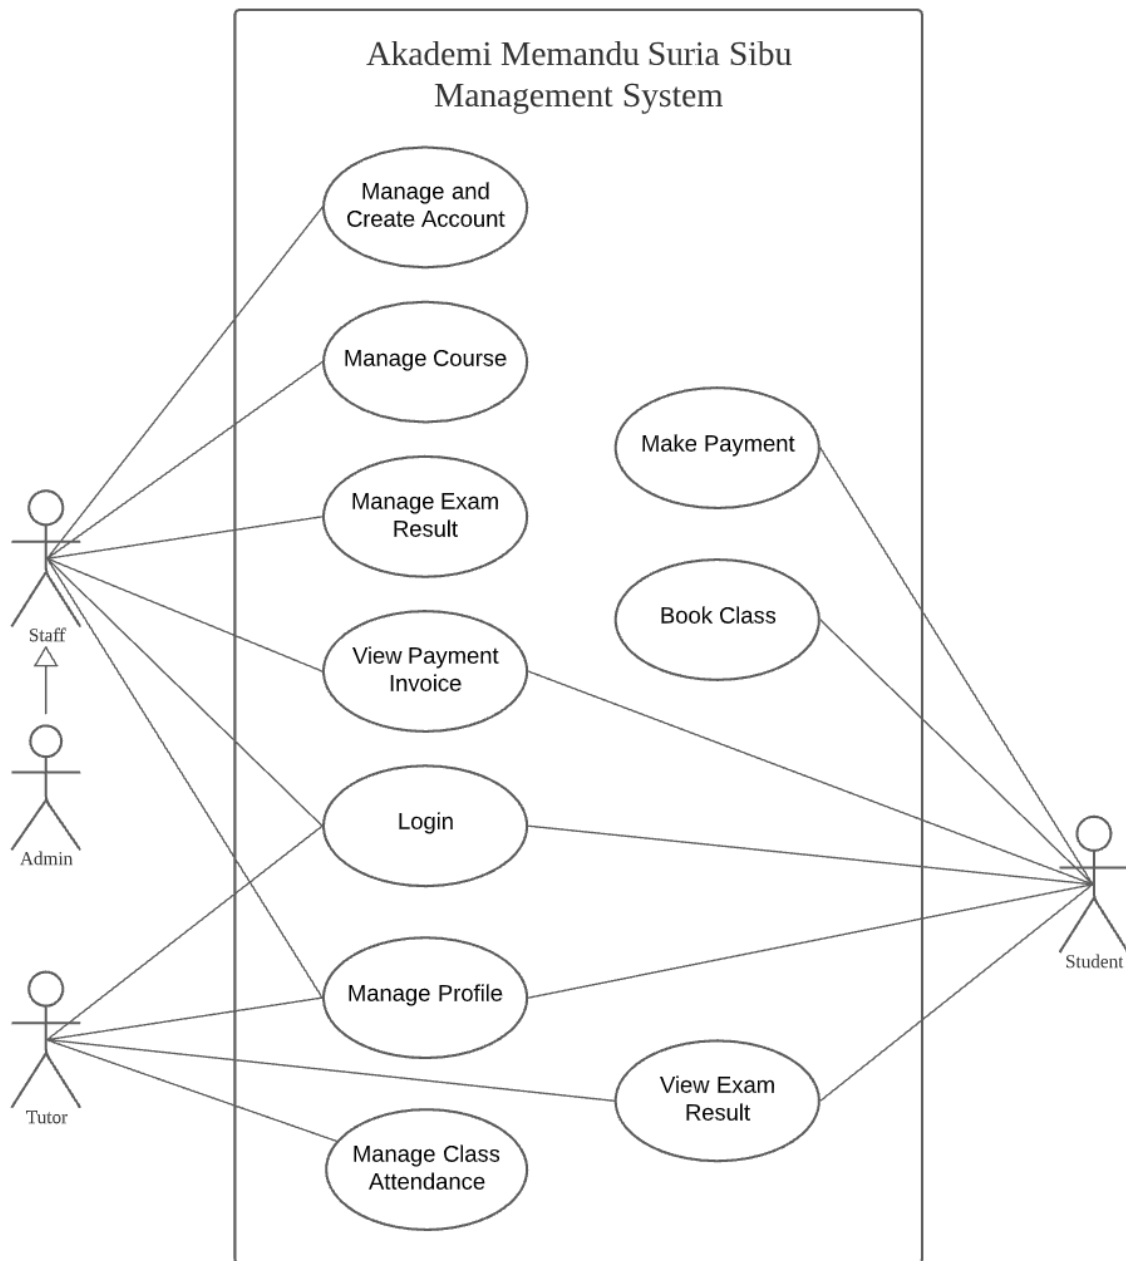 Akademi Memandu Suria Sibu
Management System
Manage and
Create Account
Manage Course
Make Payment
Manage Exam
Result
Book Class
Staff
View Payment
Invoice
Login
Admin
Student
Manage Profile
Tutor
View Exam
Result
Manage Class
Attendance